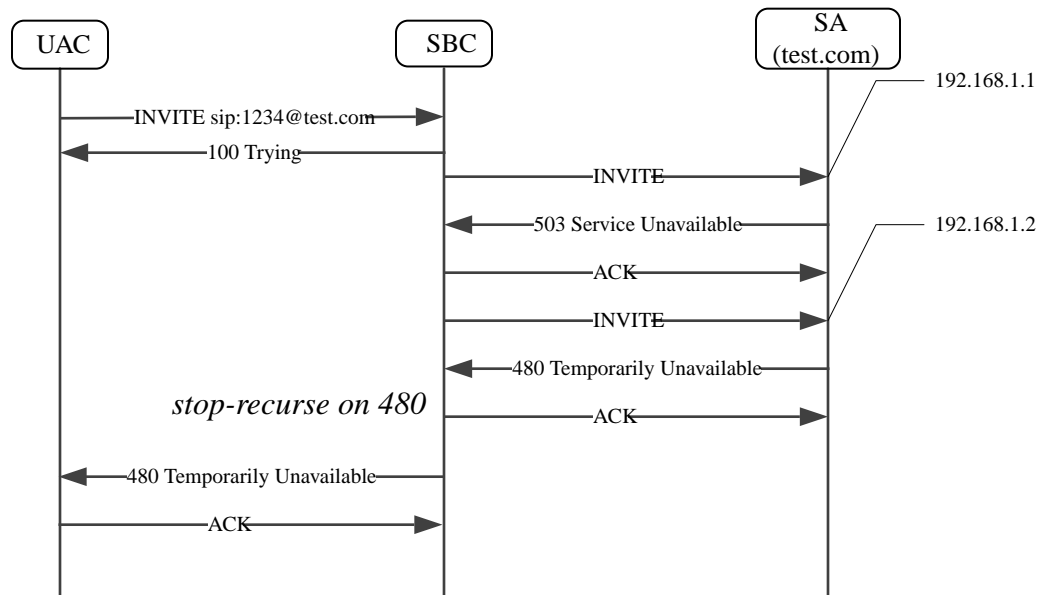 UAC
SBC
SA
(test.com)
192.168.1.1
INVITE sip:1234@test.com
100 Trying
INVITE
503 Service Unavailable
192.168.1.2
ACK
INVITE
480 Temporarily Unavailable
stop-recurse on 480
ACK
480 Temporarily Unavailable
ACK